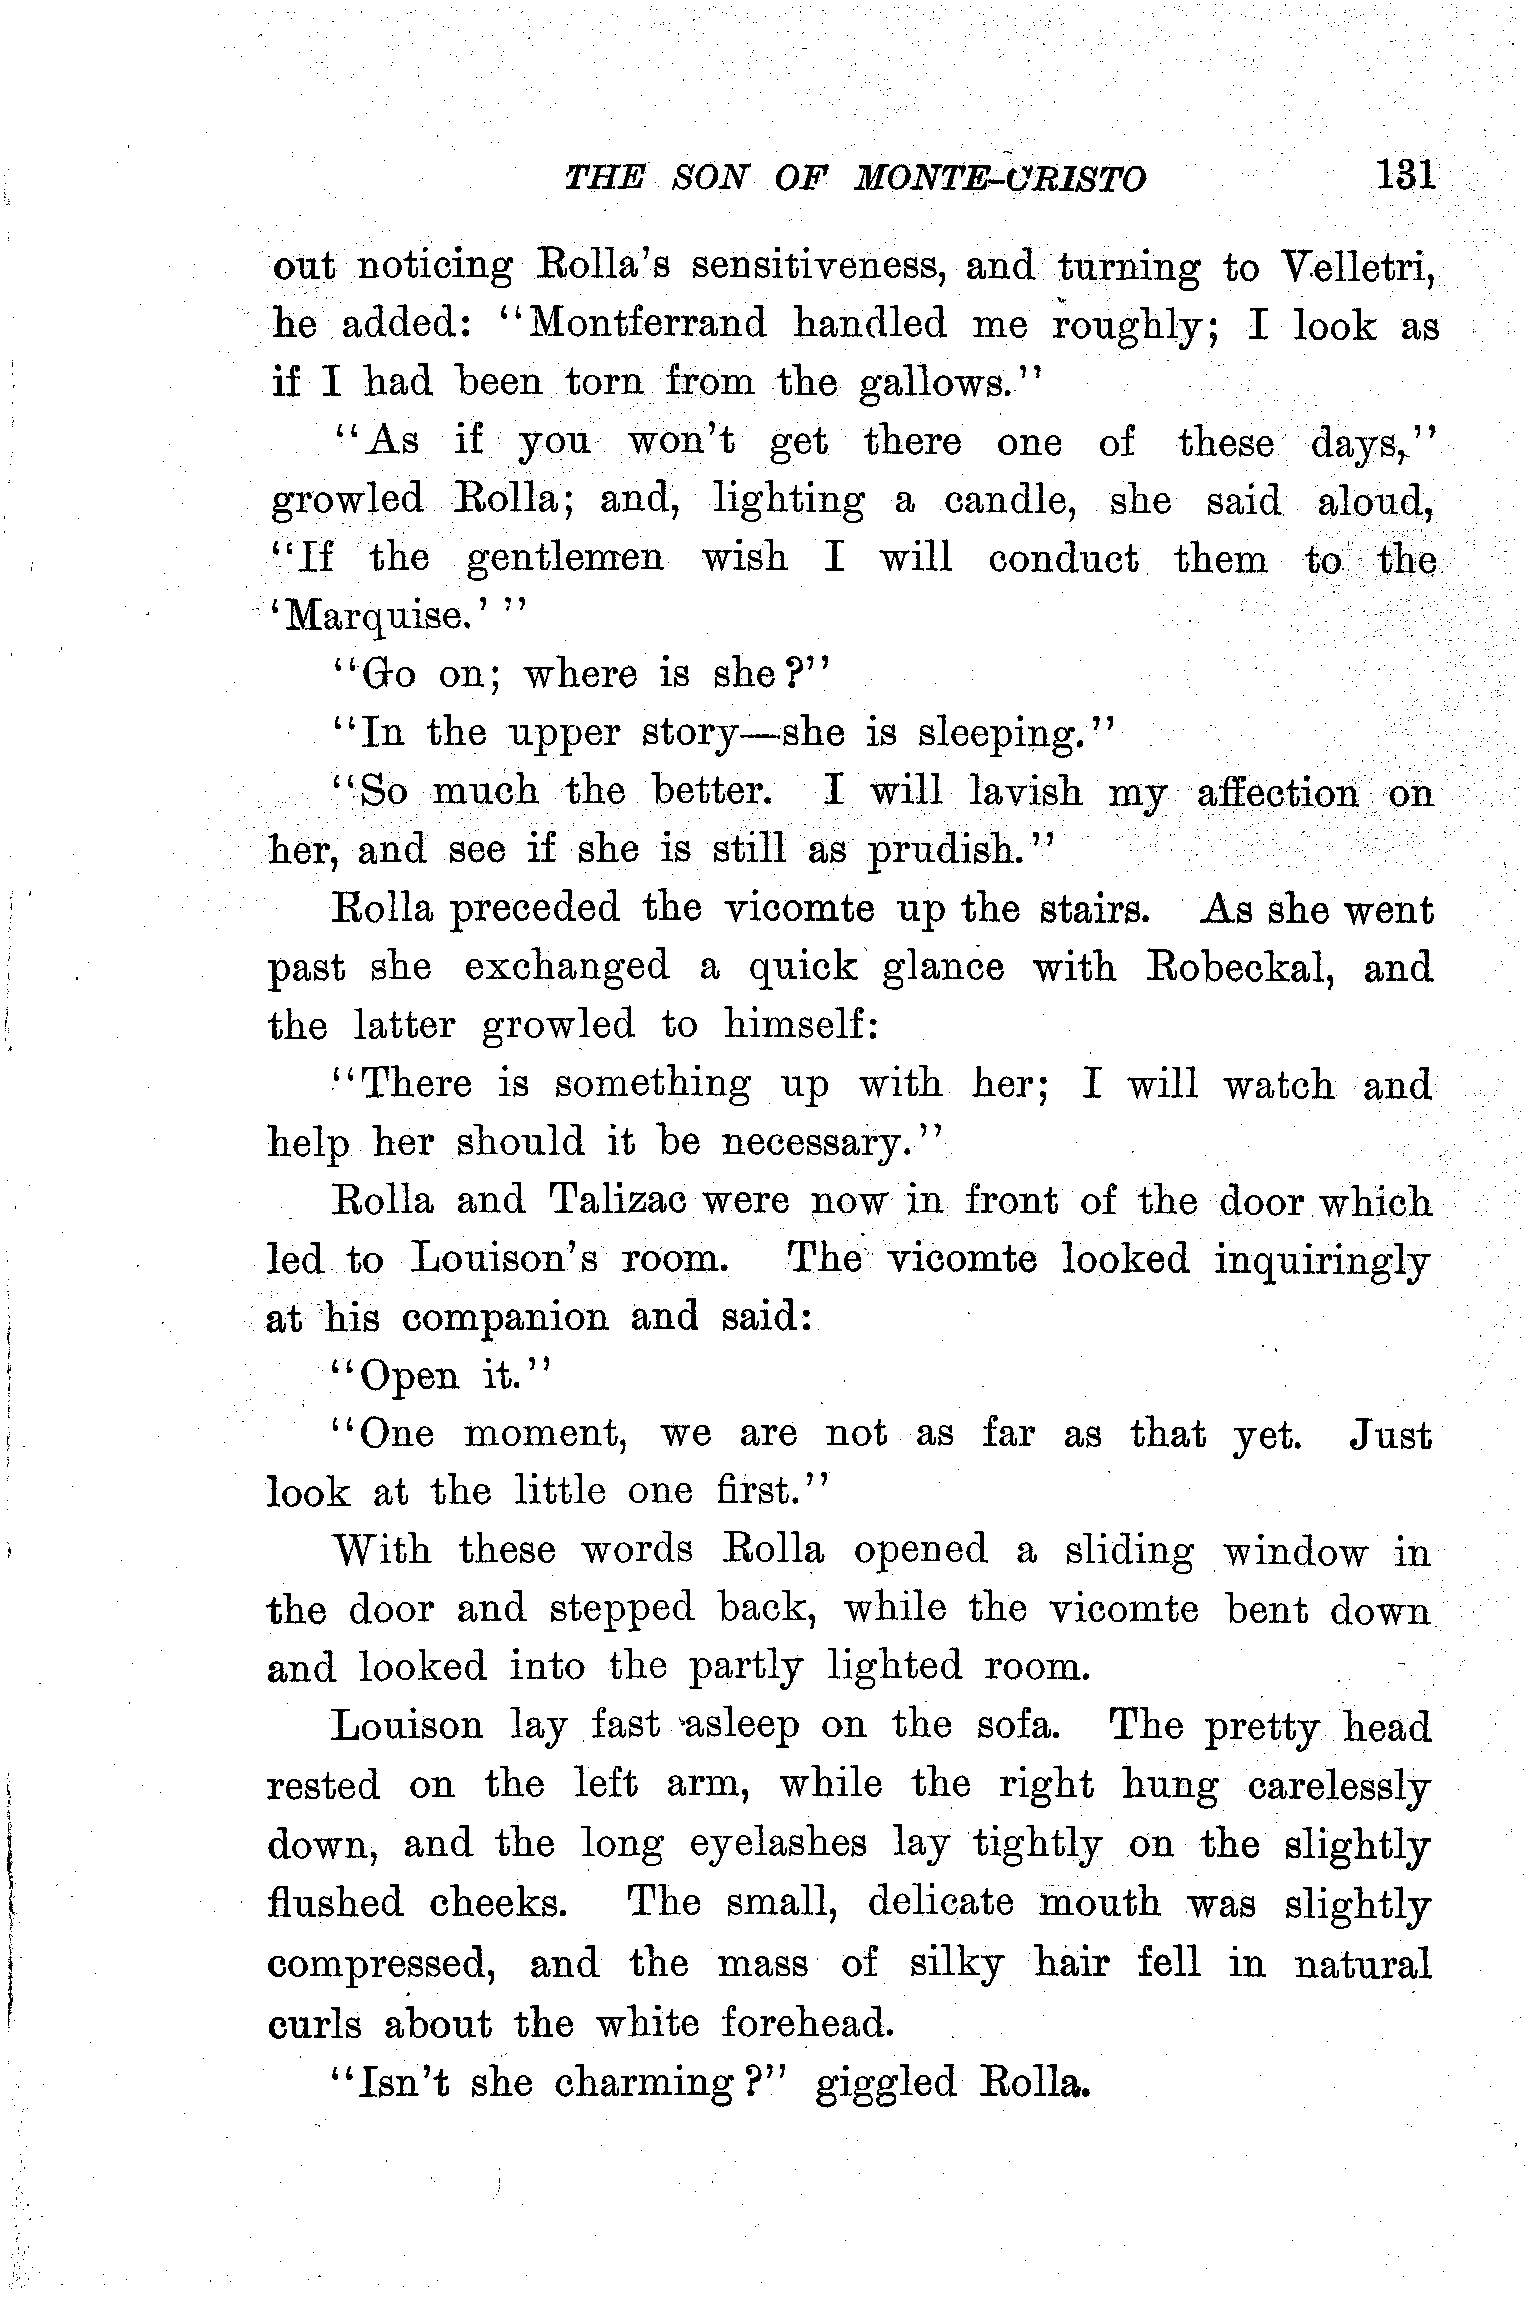 THE SON OF MONTE-CRISTO 131
out noticing Rolla's sensitiveness, and turning to Velletri,
he added: "Montferrand handled me roughly; I look as
if I had been torn from the gallows."
"As if you won't get there one of these days,"
growled Rolla; and, lighting a candle, she said aloud,
"If the gentlemen wish I will conduct them to the
'Marquise.' "
"Go on; where is she?"
"In the upper story—she is sleeping."
"So much the better. I will lavish my affection on
her, and see if she is still as prudish."
Rolla preceded the vicomte up the stairs. As she went
past she exchanged a quick glance with Robeckal, and
the latter growled to himself:
"There is something up with her; I will watch and
help her should it be necessary."
Rolla and Talizac were now in front of the door which
led to Louison's room. The vicomte looked inquiringly
at his companion and said:
"Open it."
"One moment, we are not as far as that yet. Just
look at the little one first."
With these words Rolla opened a sliding window in
the door and stepped back, while the vicomte bent down
and looked into the partly lighted room.
Louison lay fast asleep on the sofa. The pretty head
rested on the left arm, while the right hung carelessly
down, and the long eyelashes lay tightly on the slightly
flushed cheeks. The small, delicate mouth was slightly
compressed, and the mass of silky hair fell in natural
curls about the white forehead.
"Isn't she charming?" giggled Rolla.